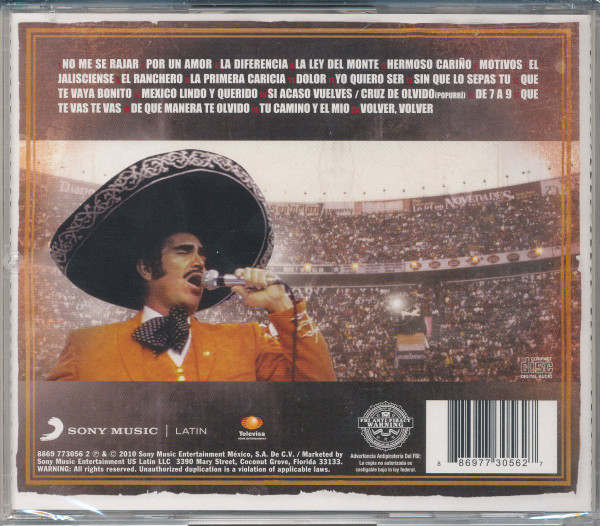 NO ME SE RAJAR POR UN AMOR LA DIFERENCIA LA LEY DEL MONTE HERMOSO CARIÑO MOTIVOS EL
JALISCIENSE EL RANCHERO LA PRIMERA CARICIA DOLOR YO QUIERO SER SIN QUE LO SEPAS TU QUE
TE VAYA BONITO MEXICO LINDO Y QUERIDO SI ACASO VUELVES / CRUZ DE OLVIDO (POPURRÍ) DE 7 A 9 QUE
TE VAS TE VAS DE QUE MANERA TE OLVIDO TU CAMINO Y EL MIO VOLVER, VOLVER
NOVEDADES
COMPACT
DISC
DIGITAL AUDIO
SONY MUSIC | LATIN
Televisa
HOME ENTERTAINMENT
FBI ANTI-PIRACY
WARNING
Advertencia Antipiratería Del FBI:
La copia no autorizada es
castigable bajo la ley federal.
8869 773056 2 ℗ & © 2010 Sony Music Entertainment México, S.A. De C.V. / Marketed by
Sony Music Entertainment US Latin LLC 3390 Mary Street, Coconut Grove, Florida 33133.
WARNING: All rights reserved. Unauthorized duplication is a violation of applicable laws.
8 86977 30562 7